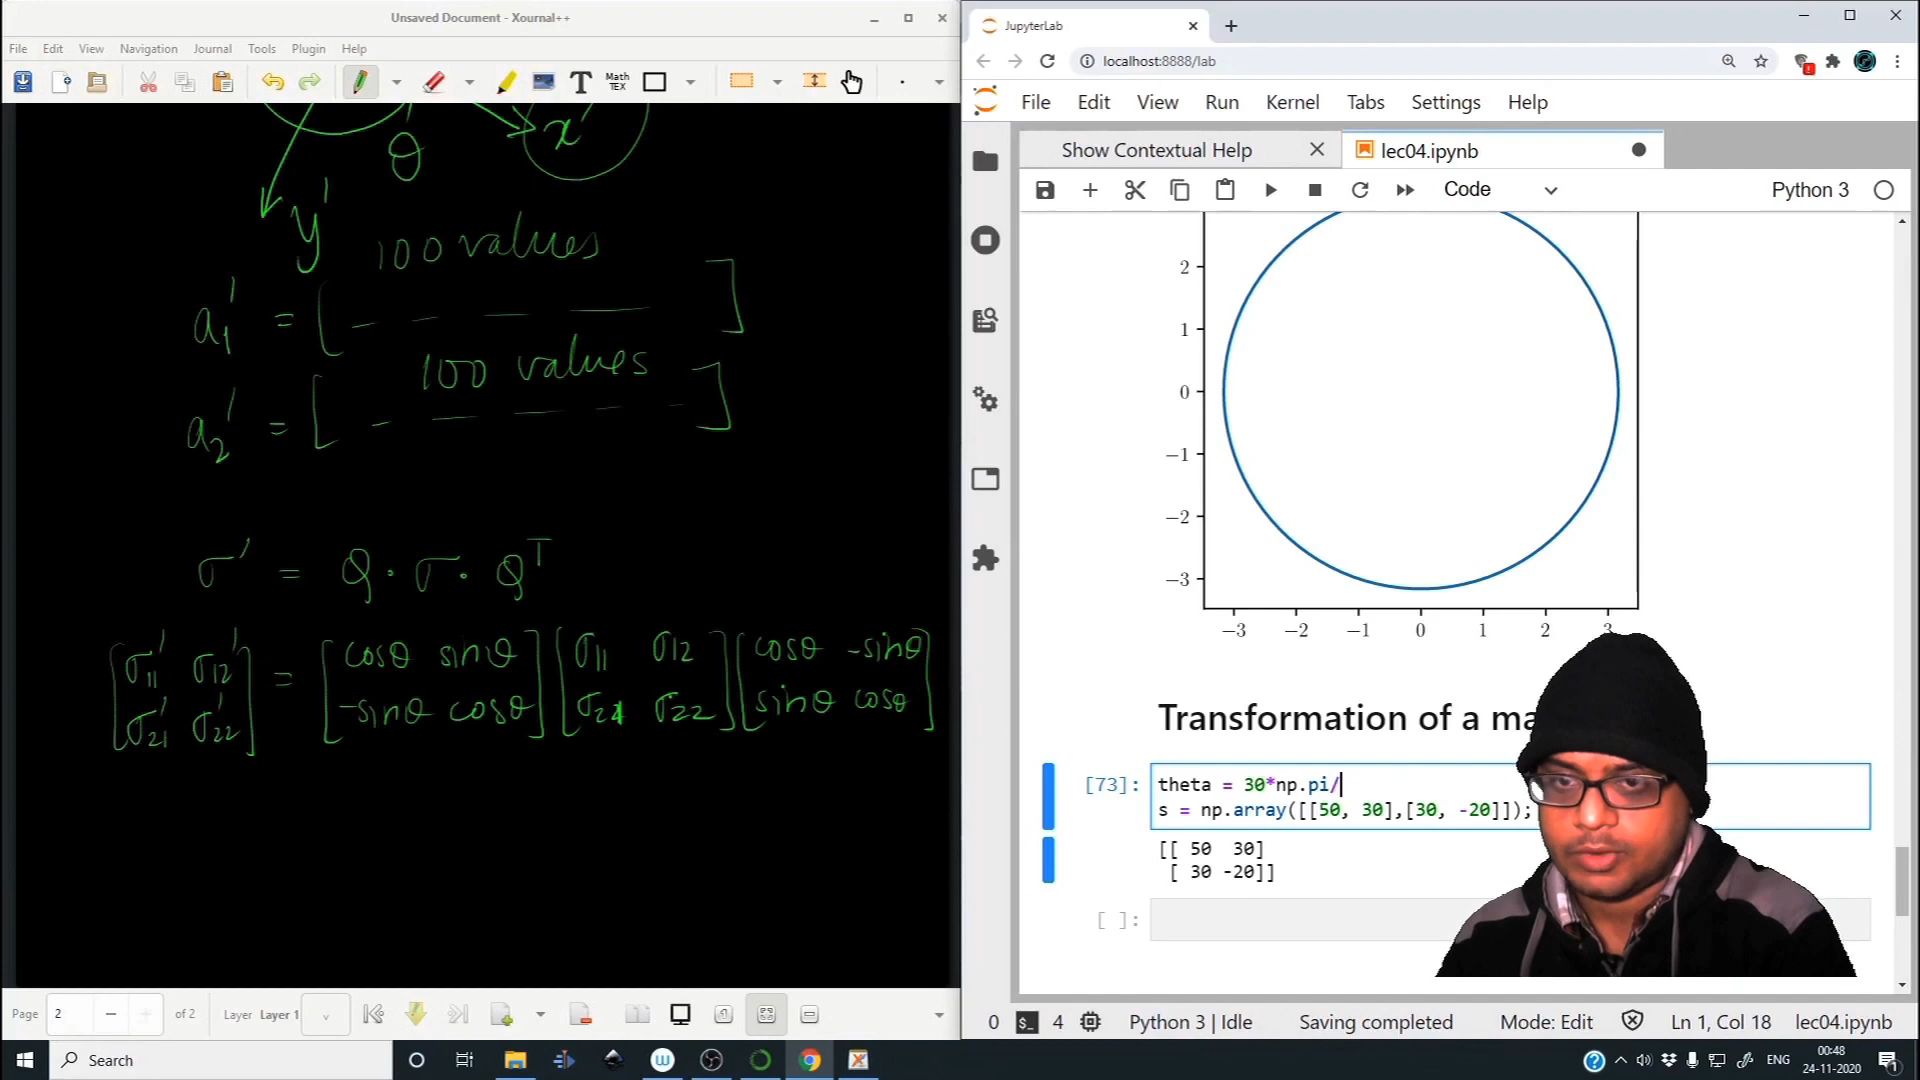 Unsaved Document - Xournal++
File Edit View Navigation Journal Tools Plugin Help
Math
TEX
θ
x'
y'
100 values
a₁' = [ ]
100 values
a₂' = [ ]
σ' = Q · σ · Qᵀ
[σ₁₁' σ₁₂'] = [cosθ sinθ] [σ₁₁ σ₁₂] [cosθ -sinθ]
[σ₂₁' σ₂₂'] [-sinθ cosθ] [σ₂₁ σ₂₂] [sinθ cosθ]
Page 2 of 2 Layer Layer 1
JupyterLab
localhost:8888/lab
File Edit View Run Kernel Tabs Settings Help
Show Contextual Help
lec04.ipynb
Code
Python 3
2
1
0
−1
−2
−3
−3 −2 −1 0 1 2 3
Transformation of a
[73]: theta = 30*np.pi/
s = np.array([[50, 30],[30, -20]]);
[[ 50 30]
[ 30 -20]]
[ ]:
0 4 Python 3 | Idle Saving completed Mode: Edit Ln 1, Col 18 lec04.ipynb
Search
ENG
00:48
24-11-2020